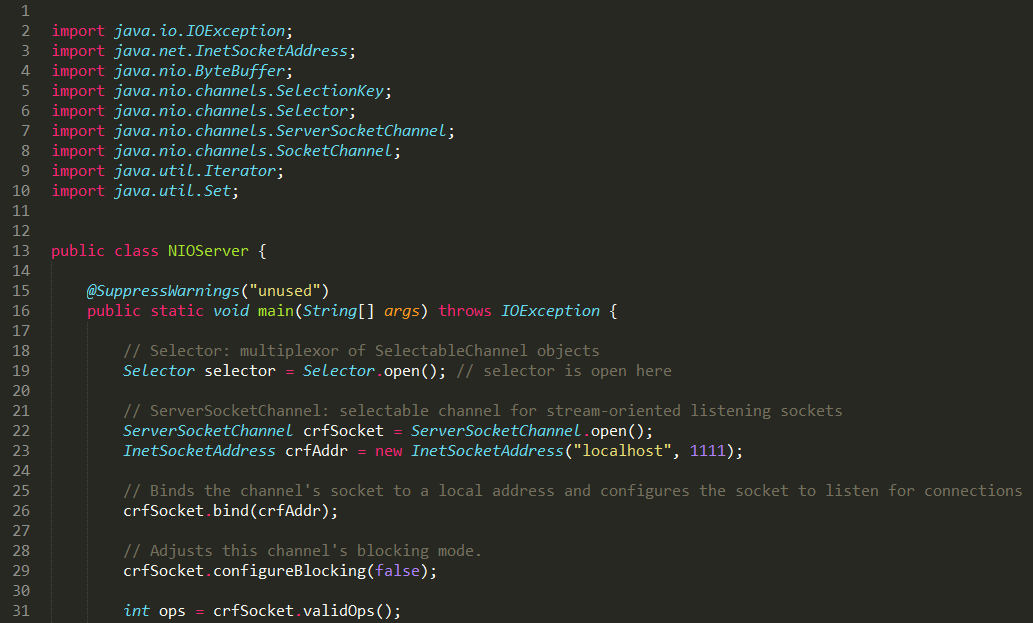 1
2 import java.io.IOException;
3 import java.net.InetSocketAddress;
4 import java.nio.ByteBuffer;
5 import java.nio.channels.SelectionKey;
6 import java.nio.channels.Selector;
7 import java.nio.channels.ServerSocketChannel;
8 import java.nio.channels.SocketChannel;
9 import java.util.Iterator;
10 import java.util.Set;
11
12
13 public class NIOServer {
14
15     @SuppressWarnings("unused")
16     public static void main(String[] args) throws IOException {
17
18         // Selector: multiplexor of SelectableChannel objects
19         Selector selector = Selector.open(); // selector is open here
20
21         // ServerSocketChannel: selectable channel for stream-oriented listening sockets
22         ServerSocketChannel crfSocket = ServerSocketChannel.open();
23         InetSocketAddress crfAddr = new InetSocketAddress("localhost", 1111);
24
25         // Binds the channel's socket to a local address and configures the socket to listen for connections
26         crfSocket.bind(crfAddr);
27
28         // Adjusts this channel's blocking mode.
29         crfSocket.configureBlocking(false);
30
31         int ops = crfSocket.validOps();